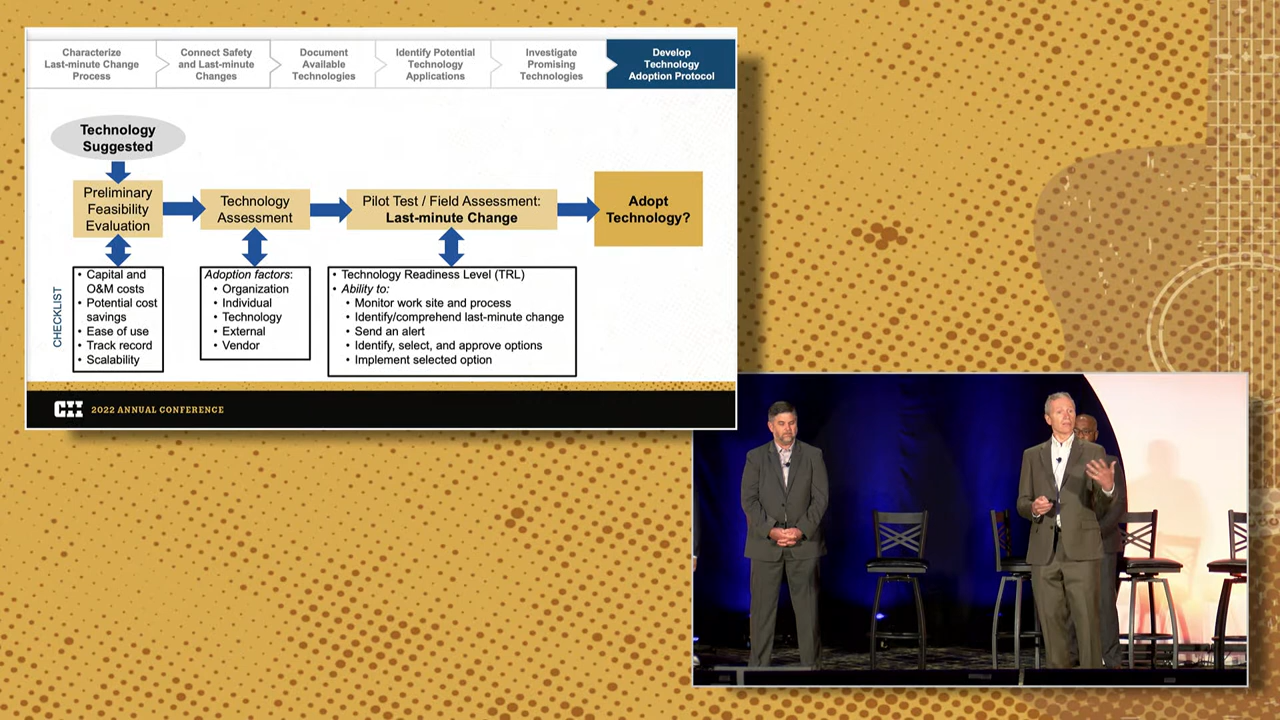 Characterize
Last-minute Change
Process
Connect Safety
and Last-minute
Changes
Document
Available
Technologies
Identify Potential
Technology
Applications
Investigate
Promising
Technologies
Develop
Technology
Adoption Protocol
Technology
Suggested
Preliminary
Feasibility
Evaluation
Technology
Assessment
Pilot Test / Field Assessment:
Last-minute Change
Adopt
Technology?
CHECKLIST
• Capital and
O&M costs
• Potential cost
savings
• Ease of use
• Track record
• Scalability
Adoption factors:
• Organization
• Individual
• Technology
• External
• Vendor
• Technology Readiness Level (TRL)
• Ability to:
• Monitor work site and process
• Identify/comprehend last-minute change
• Send an alert
• Identify, select, and approve options
• Implement selected option
CII 2022 ANNUAL CONFERENCE